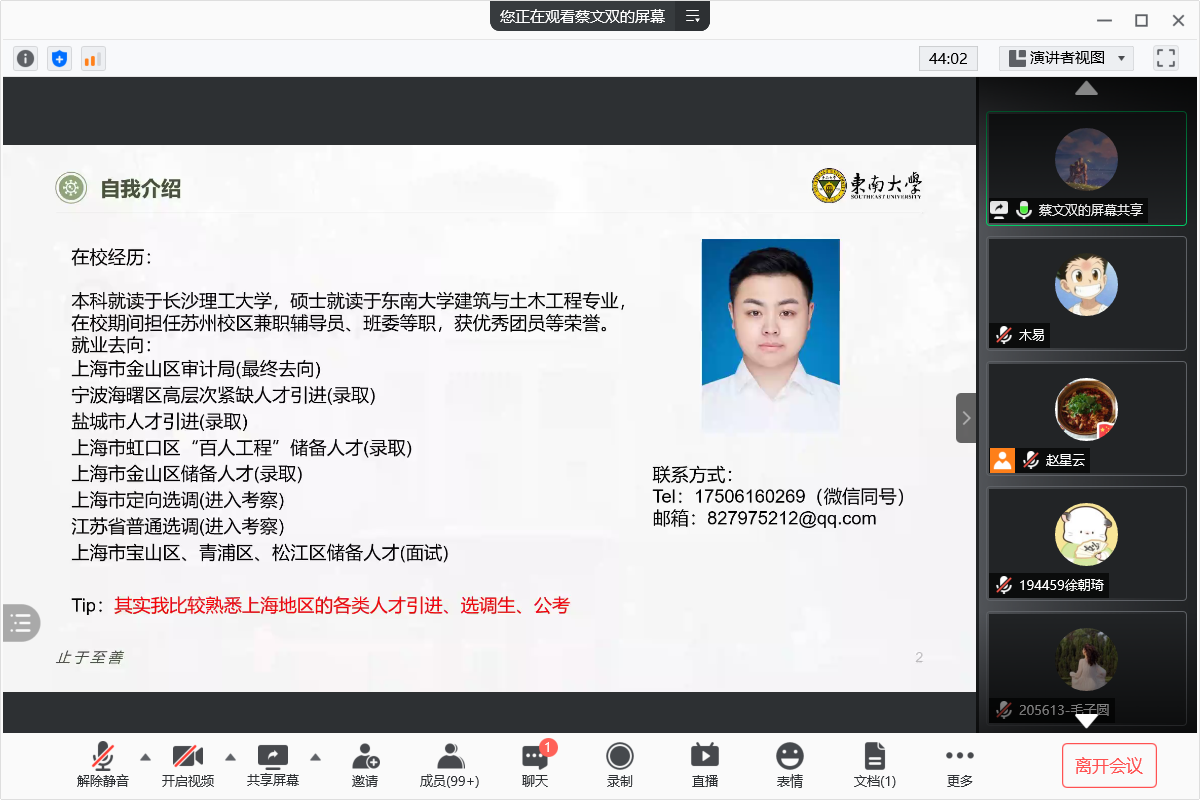 您正在观看蔡文双的屏幕
44:02
演讲者视图
自我介绍
東南大學
SOUTHEAST UNIVERSITY
在校经历：
本科就读于长沙理工大学，硕士就读于东南大学建筑与土木工程专业，
在校期间担任苏州校区兼职辅导员、班委等职，获优秀团员等荣誉。
就业去向：
上海市金山区审计局(最终去向)
宁波海曙区高层次紧缺人才引进(录取)
盐城市人才引进(录取)
上海市虹口区“百人工程”储备人才(录取)
上海市金山区储备人才(录取)
上海市定向选调(进入考察)
江苏省普通选调(进入考察)
上海市宝山区、青浦区、松江区储备人才(面试)
Tip：其实我比较熟悉上海地区的各类人才引进、选调生、公考
联系方式：
Tel：17506160269（微信同号）
邮箱：827975212@qq.com
止于至善
2
蔡文双的屏幕共享
木易
赵星云
194459徐朝琦
205613-毛子圆
解除静音
开启视频
共享屏幕
邀请
成员(99+)
1
聊天
录制
直播
表情
文档(1)
更多
离开会议